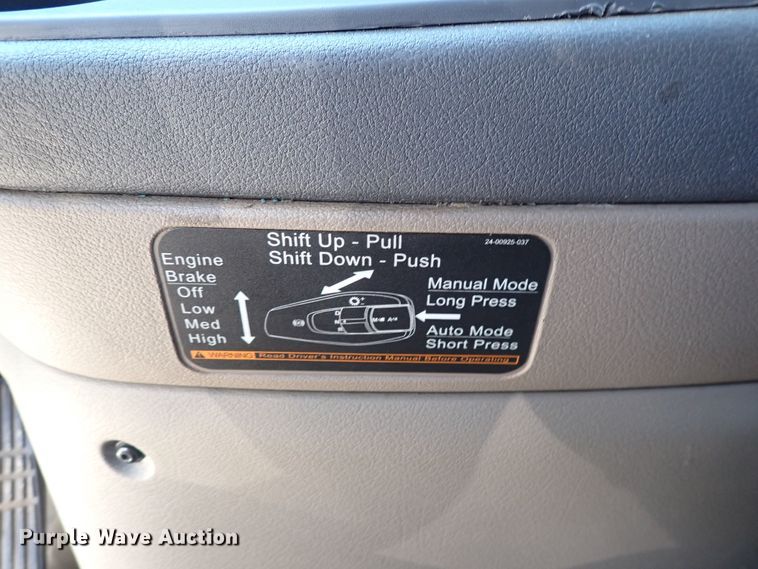 Shift Up - Pull
24-00925-037
Shift Down - Push
Engine
Brake
Off
Low
Med
High
Manual Mode
Long Press
Auto Mode
Short Press
D
N
R
WARNING Read Driver's Instruction Manual Before Operating
Purple Wave Auction